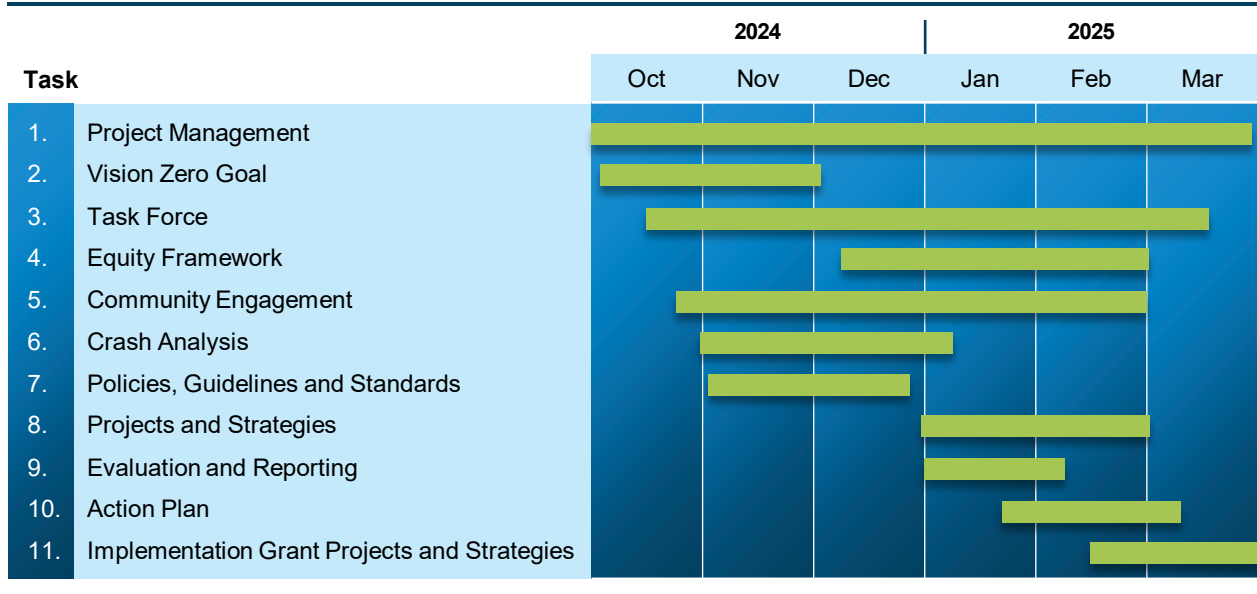 2024 2025
Task Oct Nov Dec Jan Feb Mar
1. Project Management
2. Vision Zero Goal
3. Task Force
4. Equity Framework
5. Community Engagement
6. Crash Analysis
7. Policies, Guidelines and Standards
8. Projects and Strategies
9. Evaluation and Reporting
10. Action Plan
11. Implementation Grant Projects and Strategies